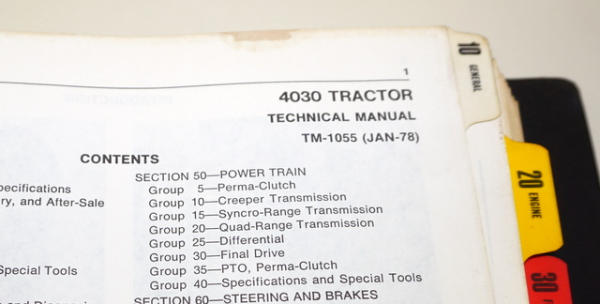 1
4030 TRACTOR
TECHNICAL MANUAL
TM-1055 (JAN-78)
CONTENTS
pecifications
ry, and After-Sale
Special Tools
SECTION 50—POWER TRAIN
Group 5—Perma-Clutch
Group 10—Creeper Transmission
Group 15—Syncro-Range Transmission
Group 20—Quad-Range Transmission
Group 25—Differential
Group 30—Final Drive
Group 35—PTO, Perma-Clutch
Group 40—Specifications and Special Tools
SECTION 60—STEERING AND BRAKES
10 GENERAL
20 ENGINE
30